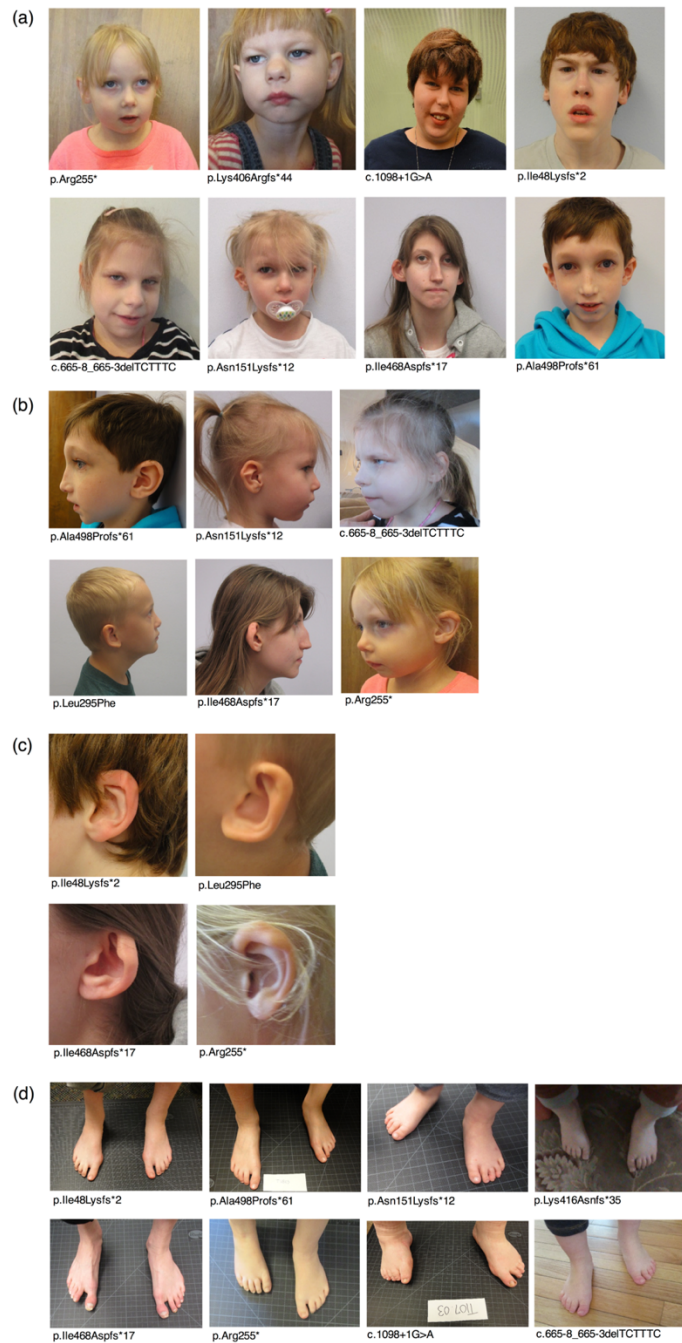 (a)
p.Arg255*
p.Lys406Argfs*44
c.1098+1G>A
p.Ile48Lysfs*2
c.665-8_665-3delTCTTTC
p.Asn151Lysfs*12
p.Ile468Aspfs*17
p.Ala498Profs*61
(b)
p.Ala498Profs*61
p.Asn151Lysfs*12
c.665-8_665-3delTCTTTC
p.Leu295Phe
p.Ile468Aspfs*17
p.Arg255*
(c)
p.Ile48Lysfs*2
p.Leu295Phe
p.Ile468Aspfs*17
p.Arg255*
(d)
p.Ile48Lysfs*2
p.Ala498Profs*61
p.Asn151Lysfs*12
p.Lys416Asnfs*35
p.Ile468Aspfs*17
p.Arg255*
c.1098+1G>A
c.665-8_665-3delTCTTTC